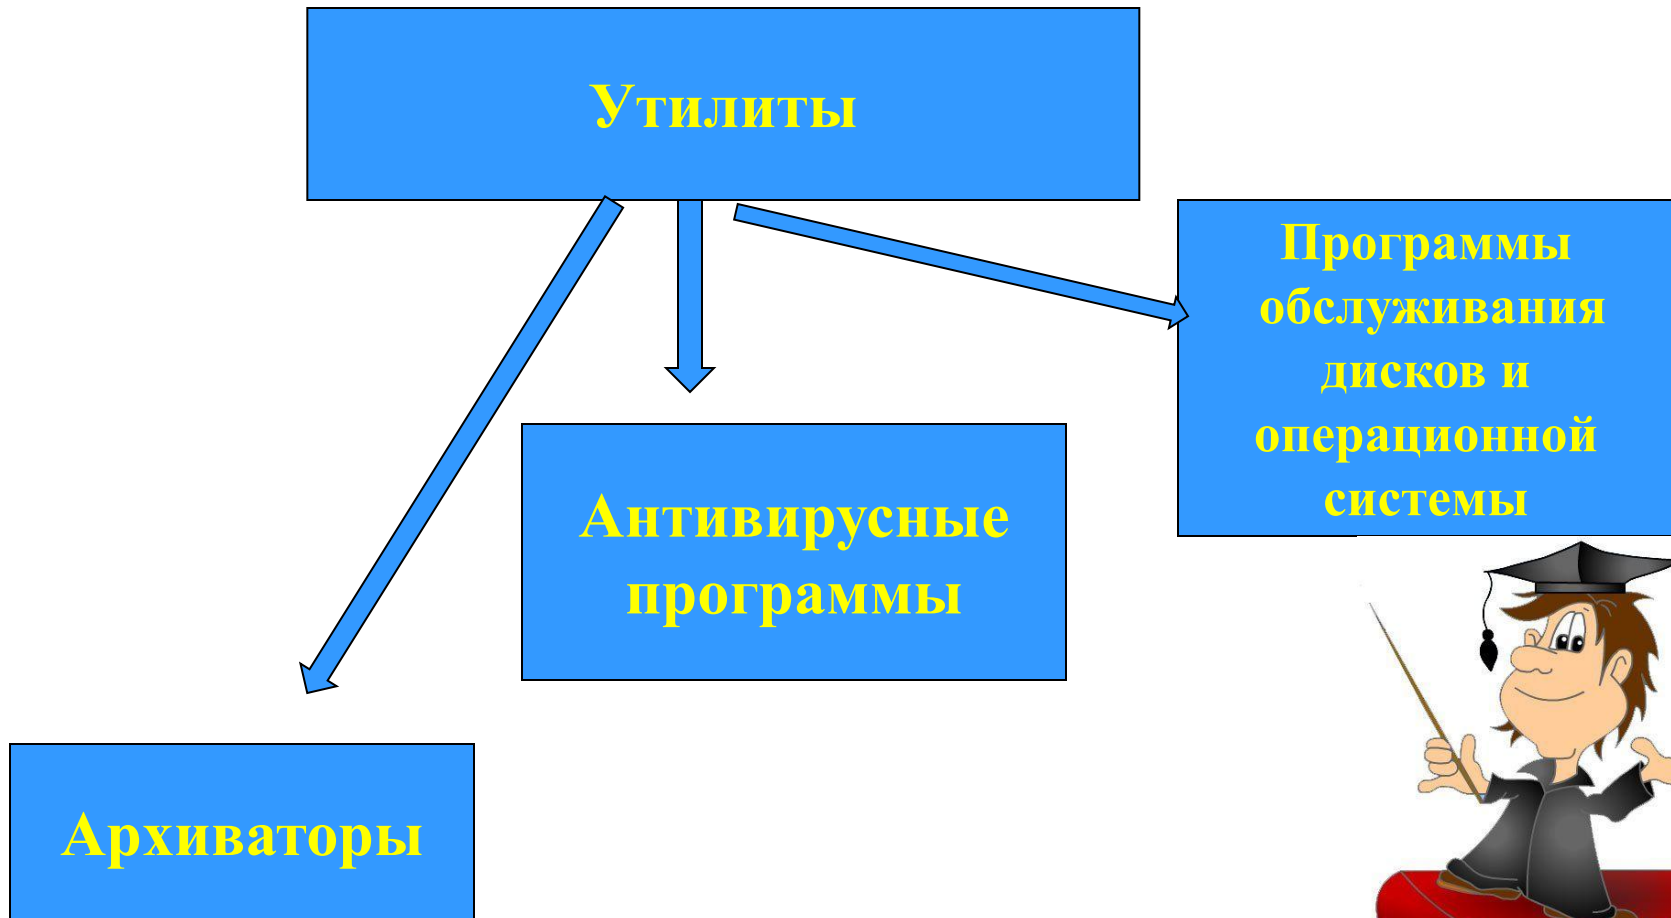 Утилиты
Программы
обслуживания
дисков и
операционной
системы
Антивирусные
программы
Архиваторы